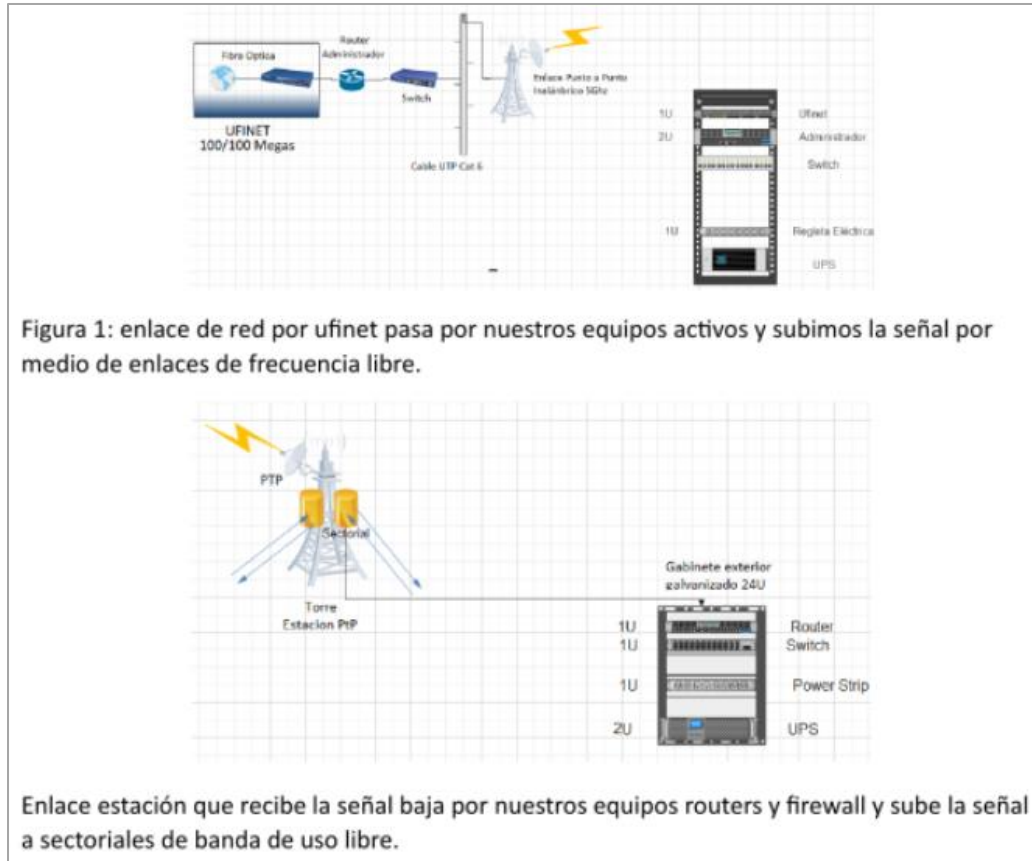 Fibra Optica
Router
Administrador
Switch
UFINET
100/100 Megas
Cable UTP Cat 6
Enlace Punto a Punto
Inalámbrico 5Ghz
1U Ufinet
2U Administrador
Switch
1U Regleta Eléctrica
UPS
Figura 1: enlace de red por ufinet pasa por nuestros equipos activos y subimos la señal por
medio de enlaces de frecuencia libre.
PTP
Sectorial
Torre
Estacion PtP
Gabinete exterior
galvanizado 24U
1U Router
1U Switch
1U Power Strip
2U UPS
Enlace estación que recibe la señal baja por nuestros equipos routers y firewall y sube la señal
a sectoriales de banda de uso libre.